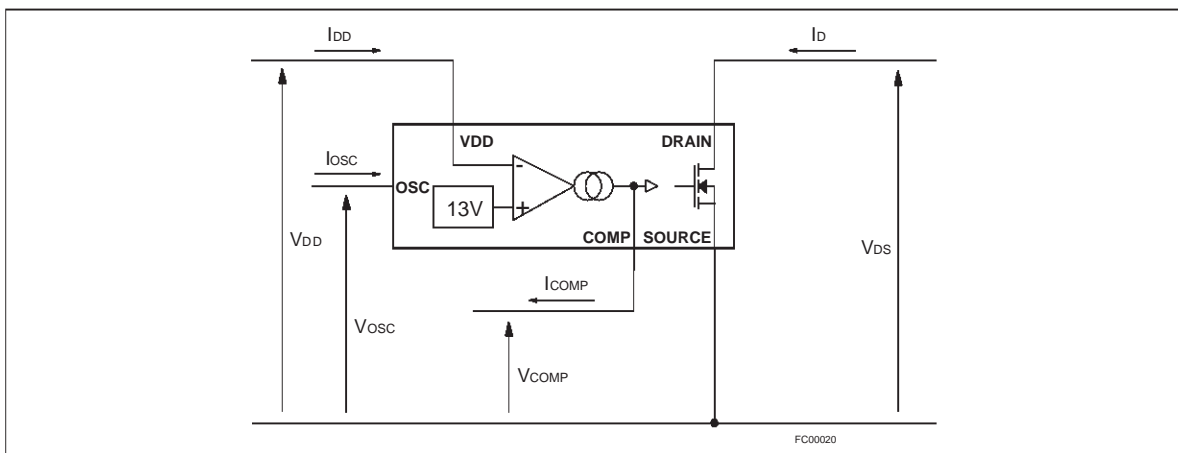 IDD
ID
VDD
DRAIN
IOSC
OSC
-
13V
+
COMP
SOURCE
VDD
VDS
ICOMP
VOSC
VCOMP
FC00020